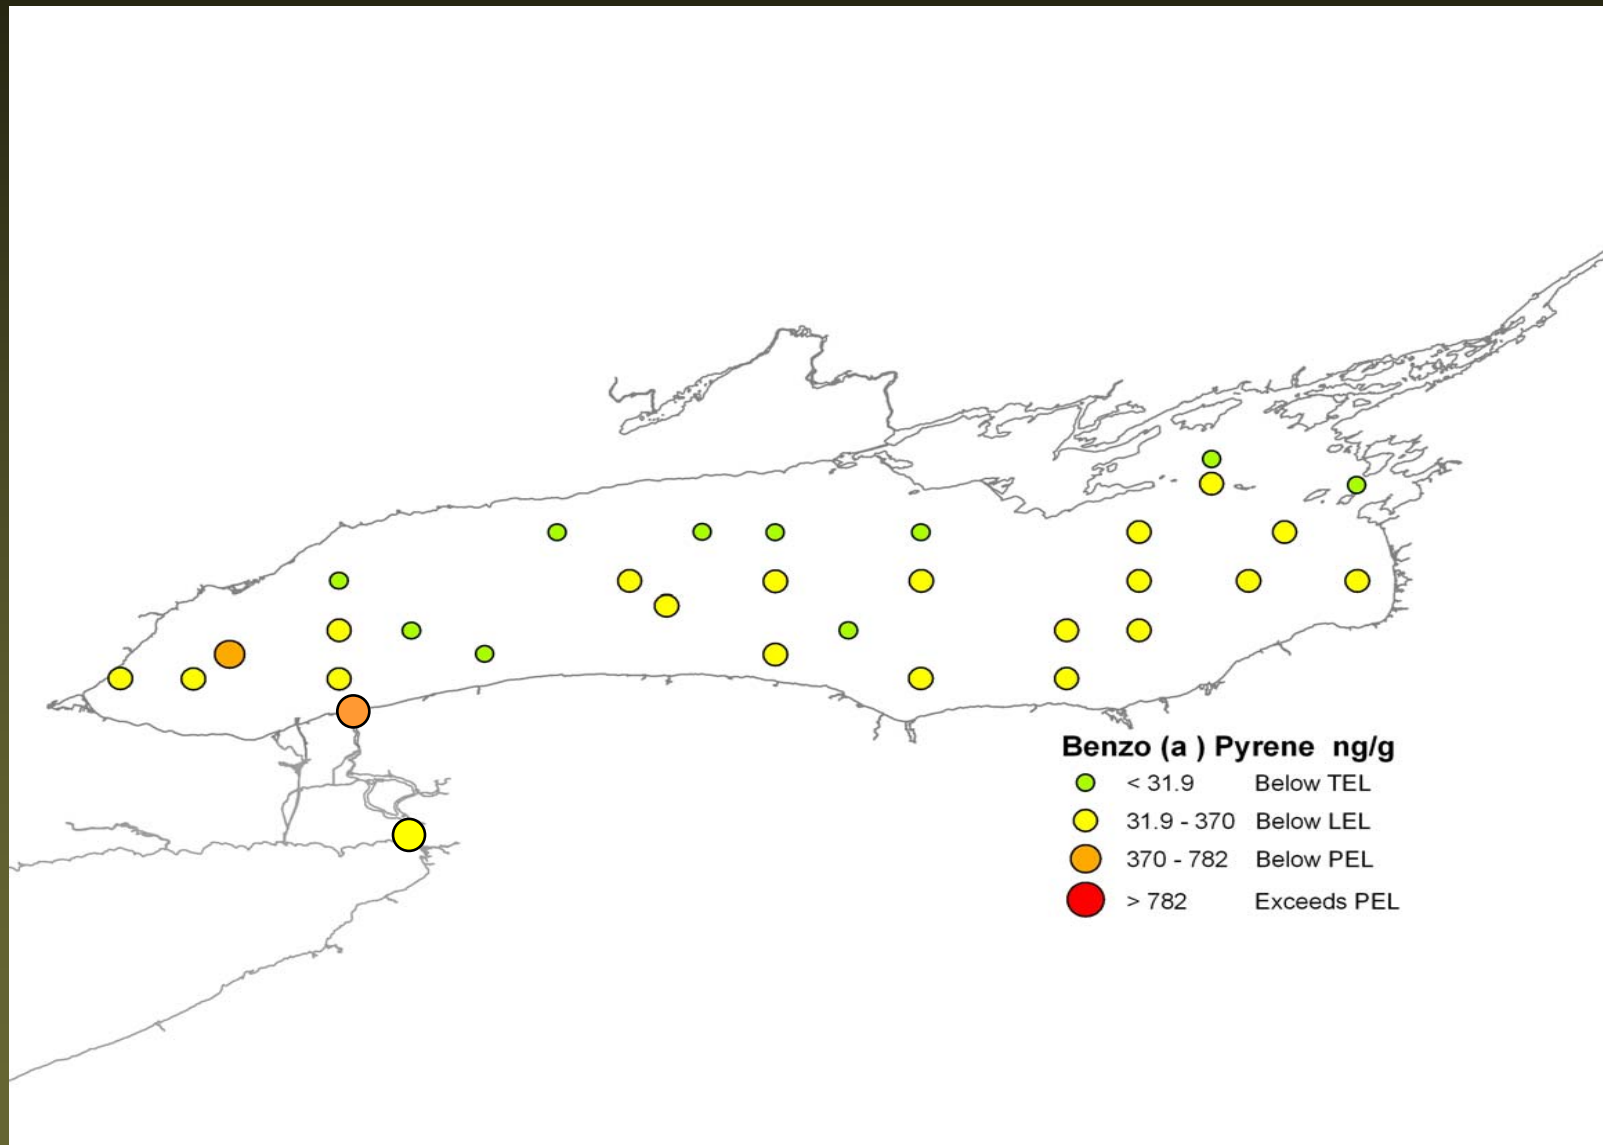 Benzo (a ) Pyrene ng/g
< 31.9 Below TEL
31.9 - 370 Below LEL
370 - 782 Below PEL
> 782 Exceeds PEL